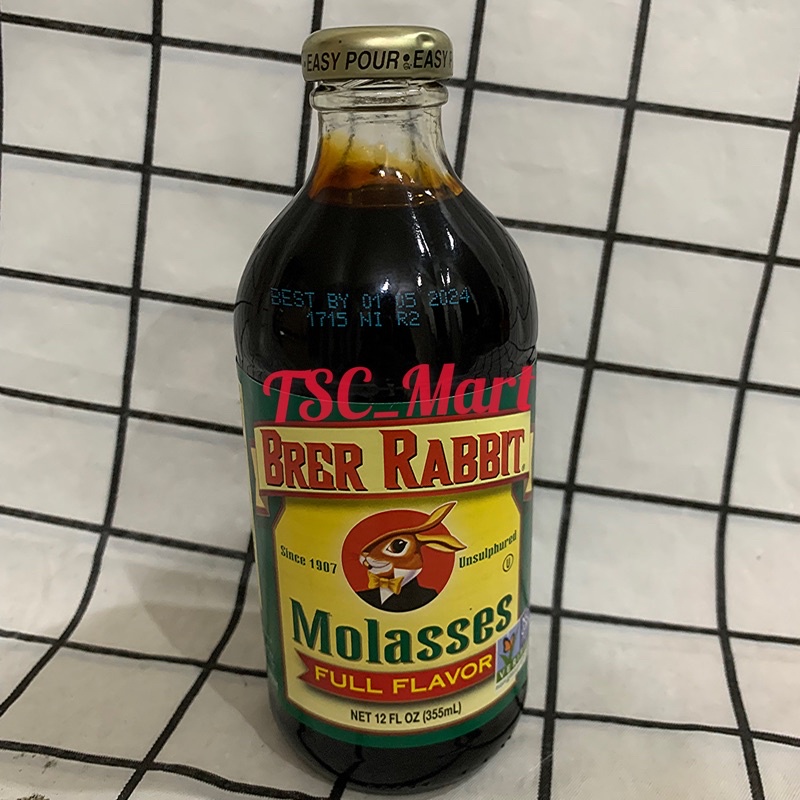 EASY POUR • EASY
BEST BY 01 05 2024
1715 NI R2
TSC_Mart
BRER RABBIT
Since 1907
Unsulphured
U
Molasses
FULL FLAVOR
NET 12 FL OZ (355mL)